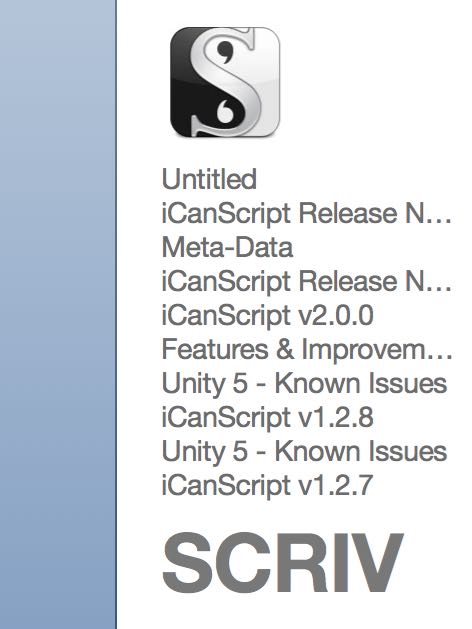 Untitled
iCanScript Release N…
Meta-Data
iCanScript Release N…
iCanScript v2.0.0
Features & Improvem…
Unity 5 - Known Issues
iCanScript v1.2.8
Unity 5 - Known Issues
iCanScript v1.2.7
SCRIV